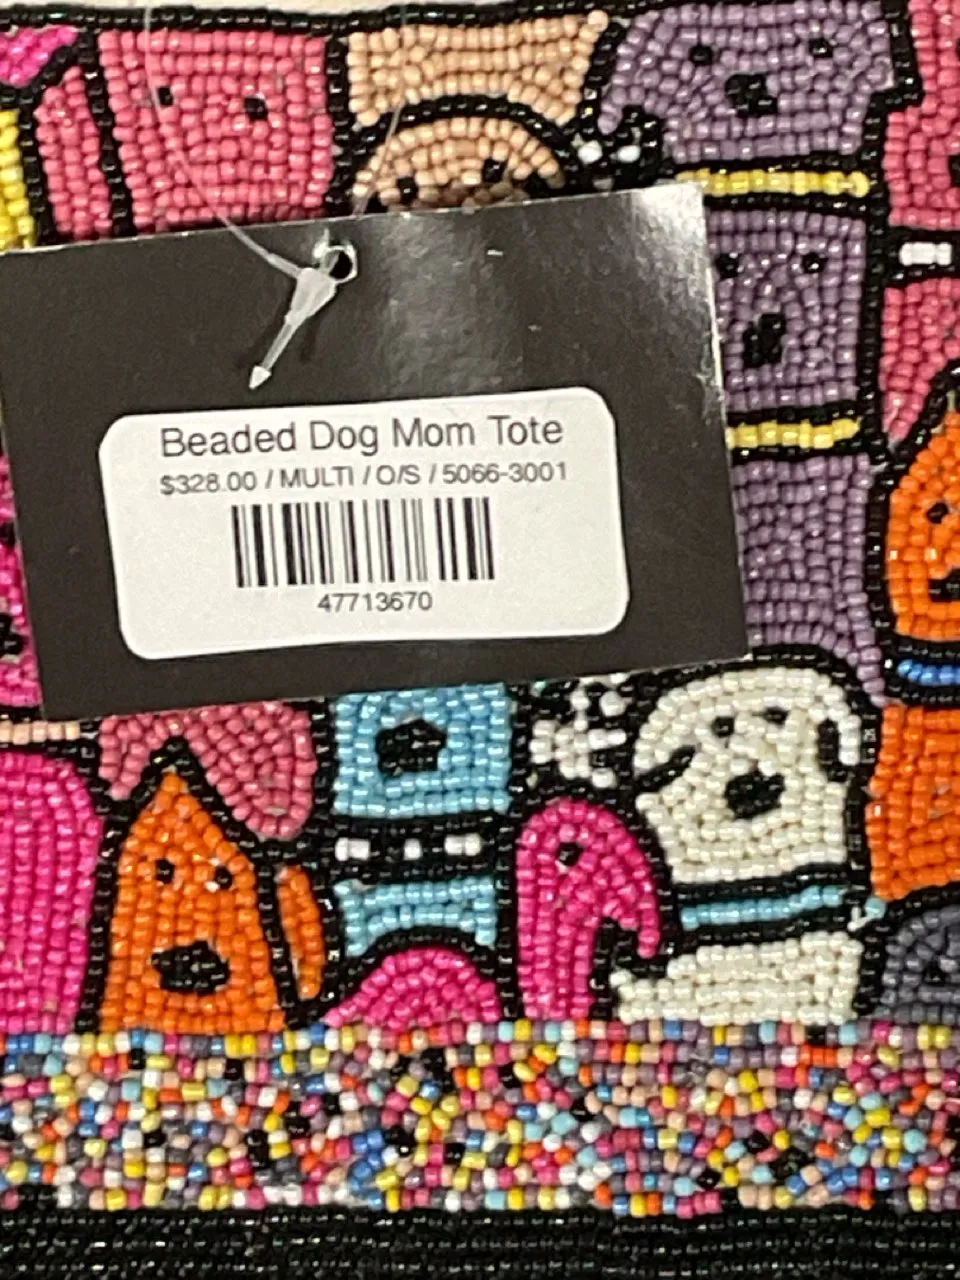 Beaded Dog Mom Tote
$328.00 / MULTI / O/S / 5066-3001
47713670